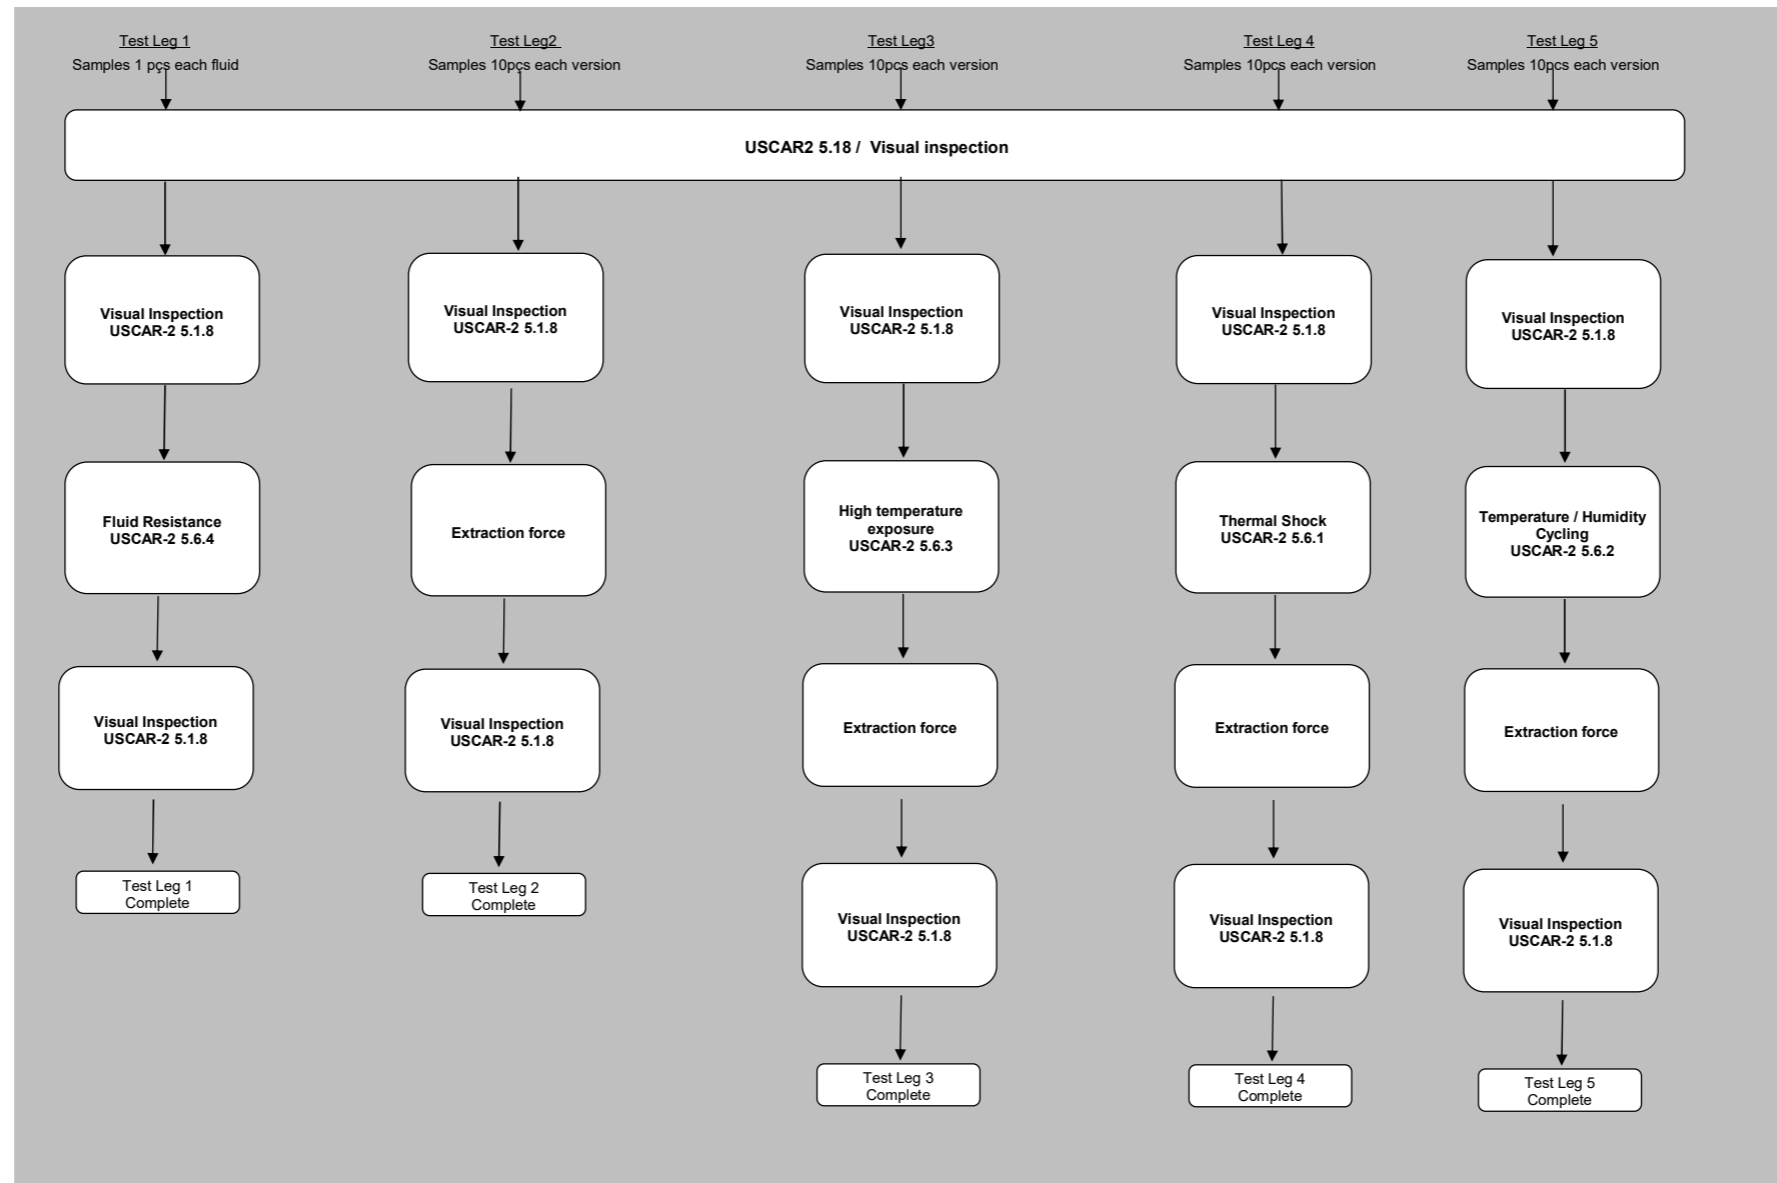 Test Leg 1
Samples 1 pcs each fluid
Test Leg2
Samples 10pcs each version
Test Leg3
Samples 10pcs each version
Test Leg 4
Samples 10pcs each version
Test Leg 5
Samples 10pcs each version
USCAR2 5.18 / Visual inspection
Visual Inspection
USCAR-2 5.1.8
Visual Inspection
USCAR-2 5.1.8
Visual Inspection
USCAR-2 5.1.8
Visual Inspection
USCAR-2 5.1.8
Visual Inspection
USCAR-2 5.1.8
Fluid Resistance
USCAR-2 5.6.4
Extraction force
High temperature
exposure
USCAR-2 5.6.3
Thermal Shock
USCAR-2 5.6.1
Temperature / Humidity
Cycling
USCAR-2 5.6.2
Visual Inspection
USCAR-2 5.1.8
Visual Inspection
USCAR-2 5.1.8
Extraction force
Extraction force
Extraction force
Test Leg 1
Complete
Test Leg 2
Complete
Visual Inspection
USCAR-2 5.1.8
Visual Inspection
USCAR-2 5.1.8
Visual Inspection
USCAR-2 5.1.8
Test Leg 3
Complete
Test Leg 4
Complete
Test Leg 5
Complete